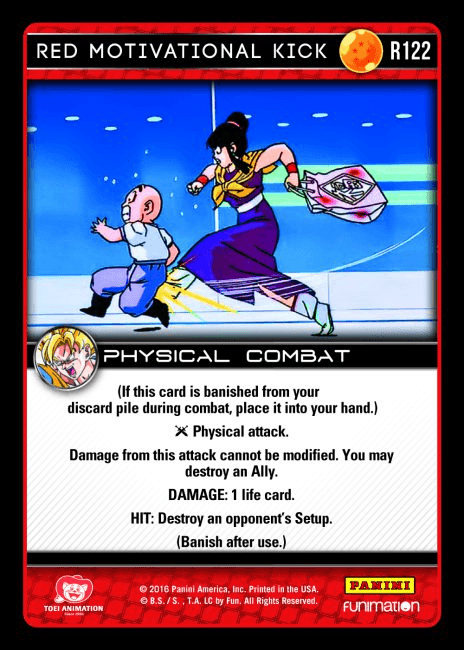 RED MOTIVATIONAL KICK R122
PHYSICAL COMBAT
(If this card is banished from your
discard pile during combat, place it into your hand.)
Physical attack.
Damage from this attack cannot be modified. You may
destroy an Ally.
DAMAGE: 1 life card.
HIT: Destroy an opponent's Setup.
(Banish after use.)
TOEI ANIMATION
© 2016 Panini America, Inc. Printed in the USA.
© B.S. / S. , T.A. LC by Fun. All Rights Reserved.
PANINI
FUNIMATION